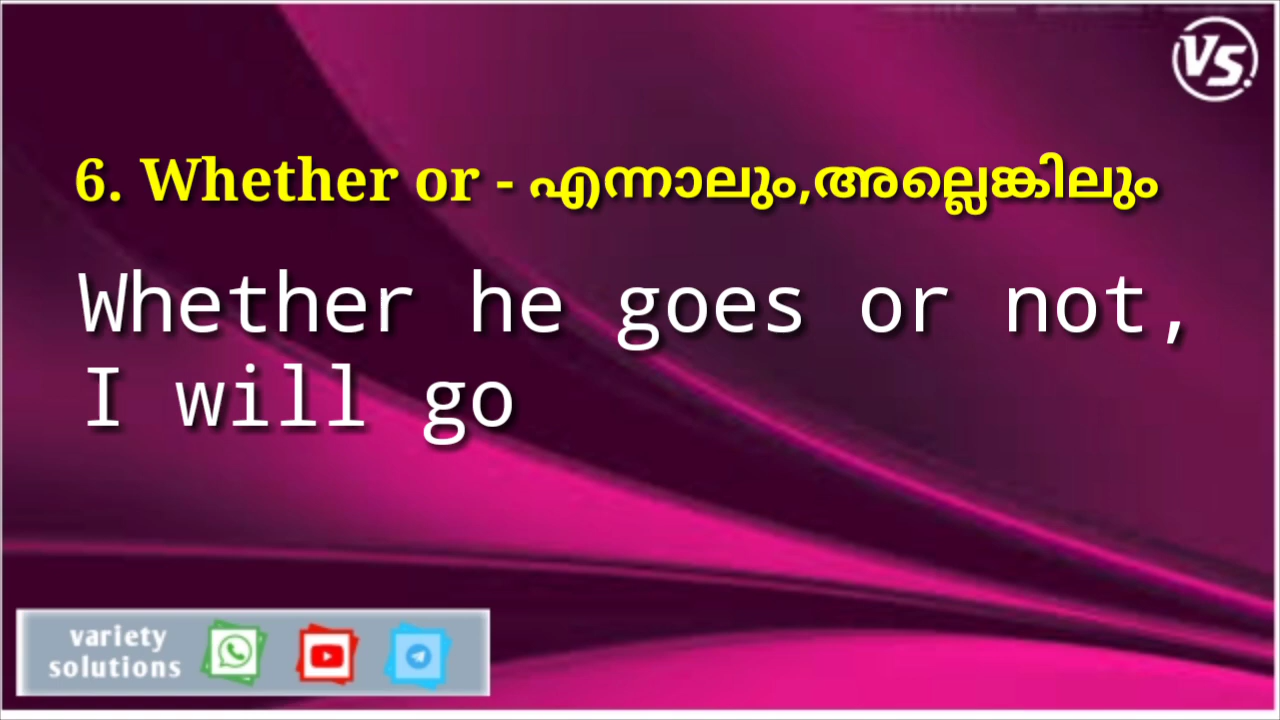 VS.
6. Whether or - എന്നാലും,അല്ലെങ്കിലും
Whether he goes or not,
I will go
variety
solutions